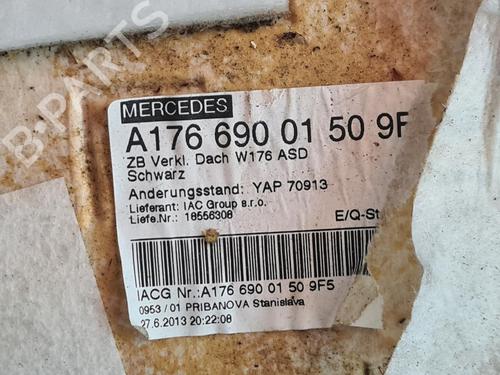 B-PARTS
MERCEDES
A176 690 01 50 9F
ZB Verkl. Dach W176 ASD
Schwarz
Änderungsstand: YAP 70913
Lieferant: IAC Group s.r.o.
Liefe.Nr.: 18556308
E/Q-St
IACG Nr.:A176 690 01 50 9F5
0953 / 01 PRIBANOVA Stanislava
27.6.2013 20:22:08